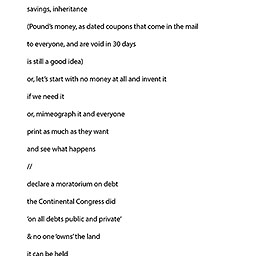 savings, inheritance
(Pound's money, as dated coupons that come in the mail
to everyone, and are void in 30 days
is still a good idea)
or, let's start with no money at all and invent it
if we need it
or, mimeograph it and everyone
print as much as they want
and see what happens
//
declare a moratorium on debt
the Continental Congress did
'on all debts public and private'
& no one 'owns' the land
it can be held